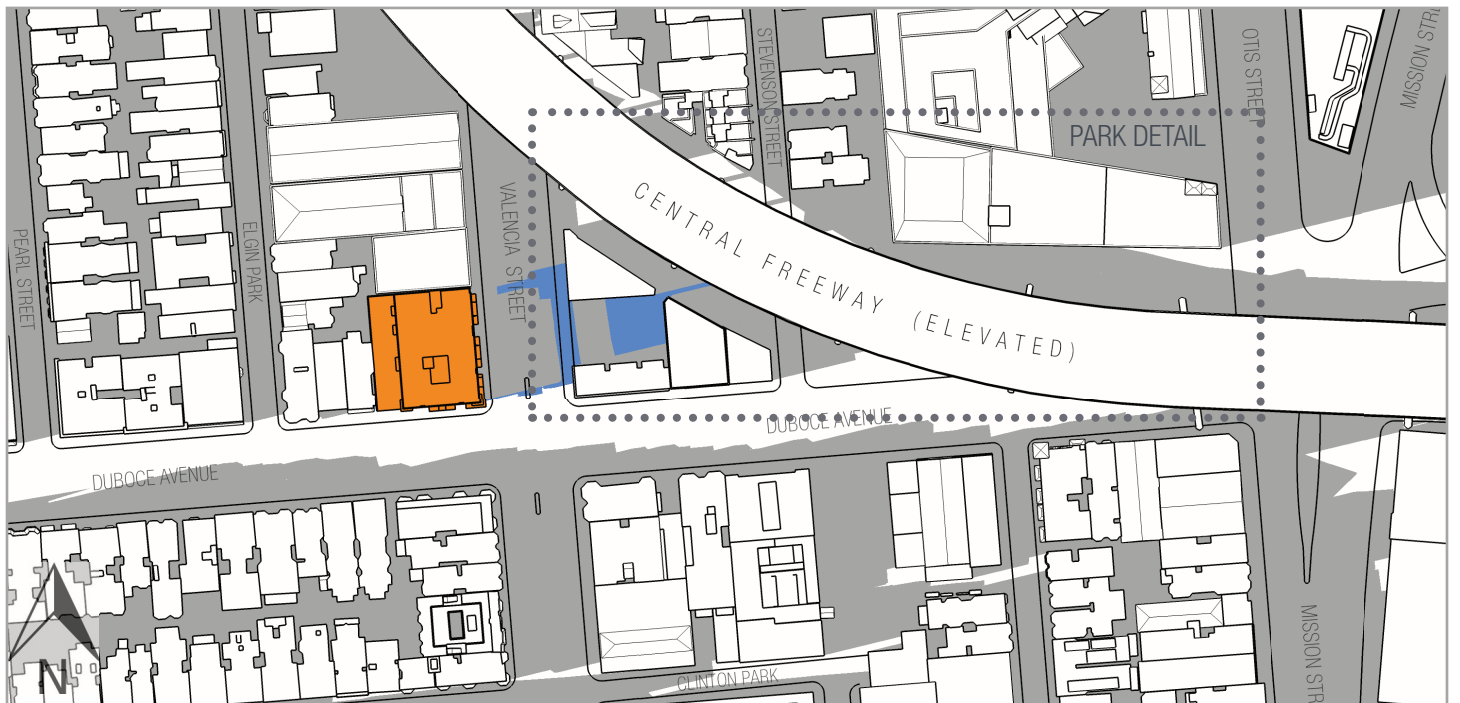 STEVENSON STREET
OTIS STREET
MISSION STRE
PARK DETAIL
VALENCIA STREET
CENTRAL FREEWAY (ELEVATED)
ELGIN PARK
PEARL STREET
DUBOCE AVENUE
DUBOCE AVENUE
N
CLINTON PARK
MISSION STR